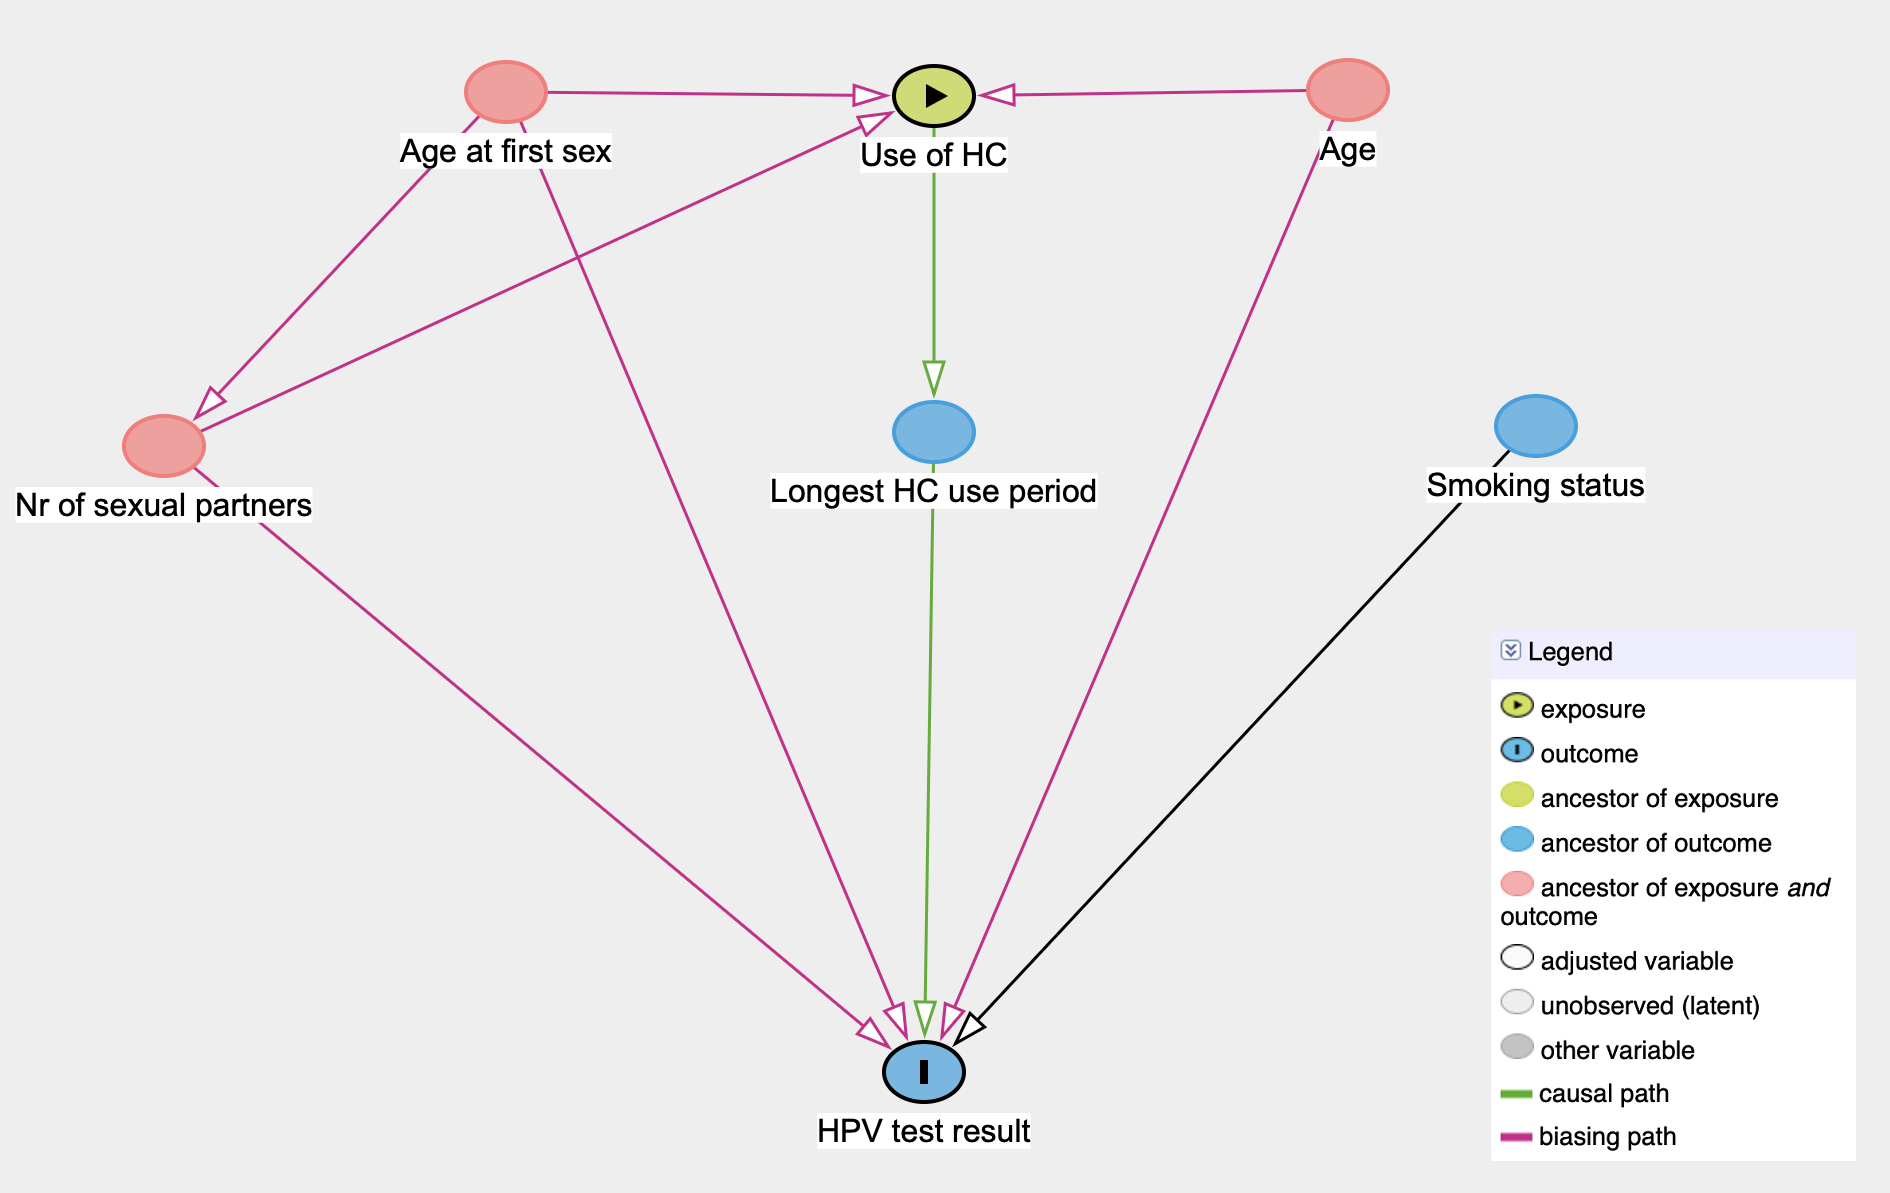 Age at first sex
Use of HC
Age
Nr of sexual partners
Longest HC use period
Smoking status
HPV test result
Legend
exposure
outcome
ancestor of exposure
ancestor of outcome
ancestor of exposure and
outcome
adjusted variable
unobserved (latent)
other variable
causal path
biasing path